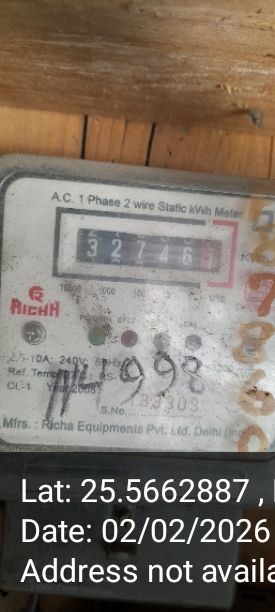 A.C. 1 Phase 2 wire Static kWh Meter
3 2 7 4 6
10000 1000 100 10 1 1/10
RICHA
EFLT CAL
2.5-10A: 240V
Ref. Temp
CL-1 Year 2008
998
S.No.
Mfrs. : Richa Equipments Pvt. Ltd. Delhi
Lat: 25.5662887 ,
Date: 02/02/2026
Address not availa